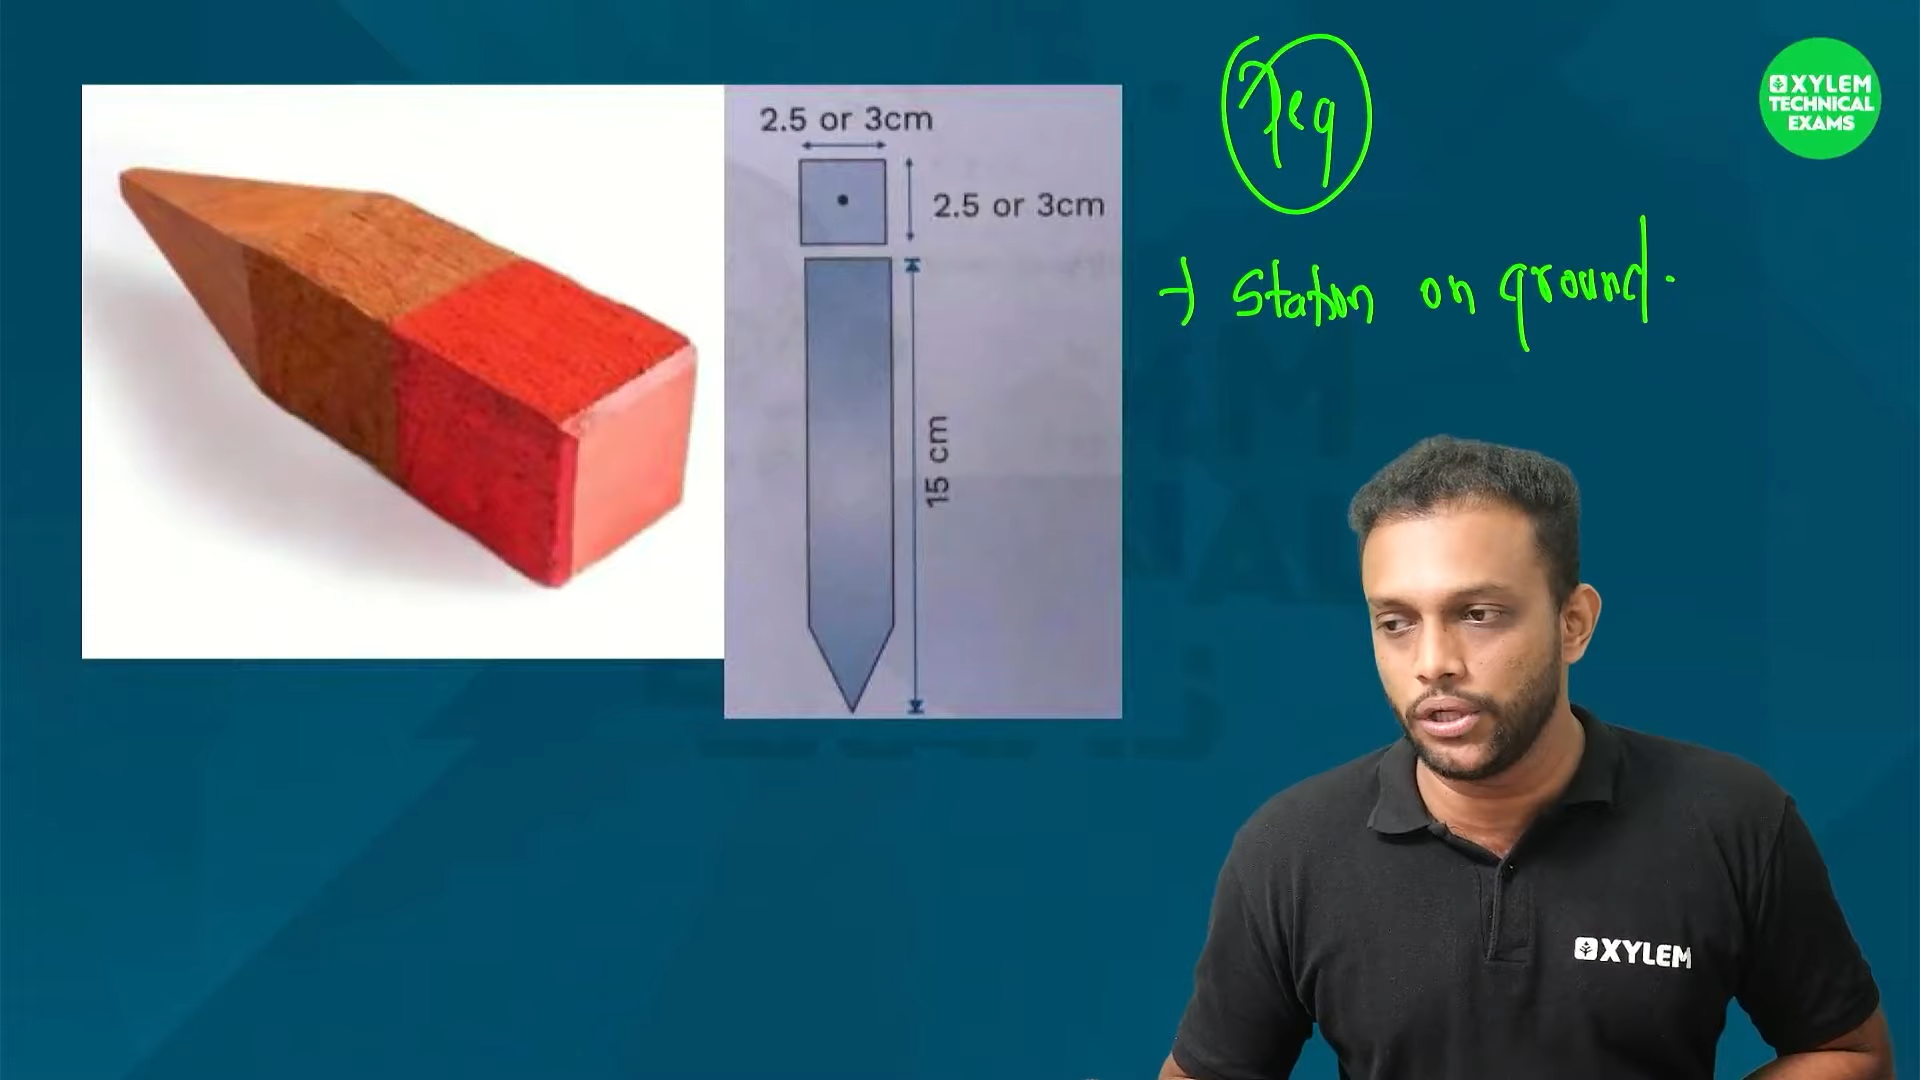 2.5 or 3cm
2.5 or 3cm
15 cm
Peg
→ Station on ground.
XYLEM
TECHNICAL
EXAMS
XYLEM